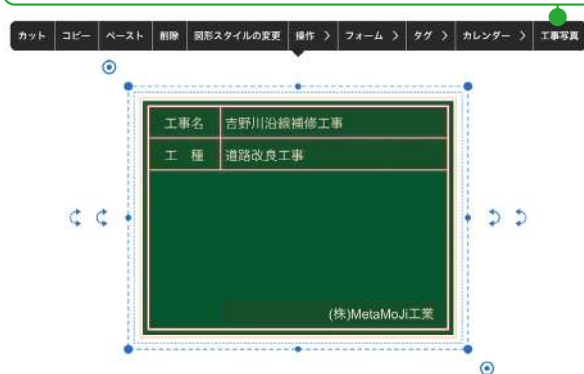 カット コピー ペースト 削除 図形スタイルの変更 操作 > フォーム > タグ > カレンダー > 工事写真
工事名 吉野川沿線補修工事
工 種 道路改良工事
(株)MetaMoJi工業